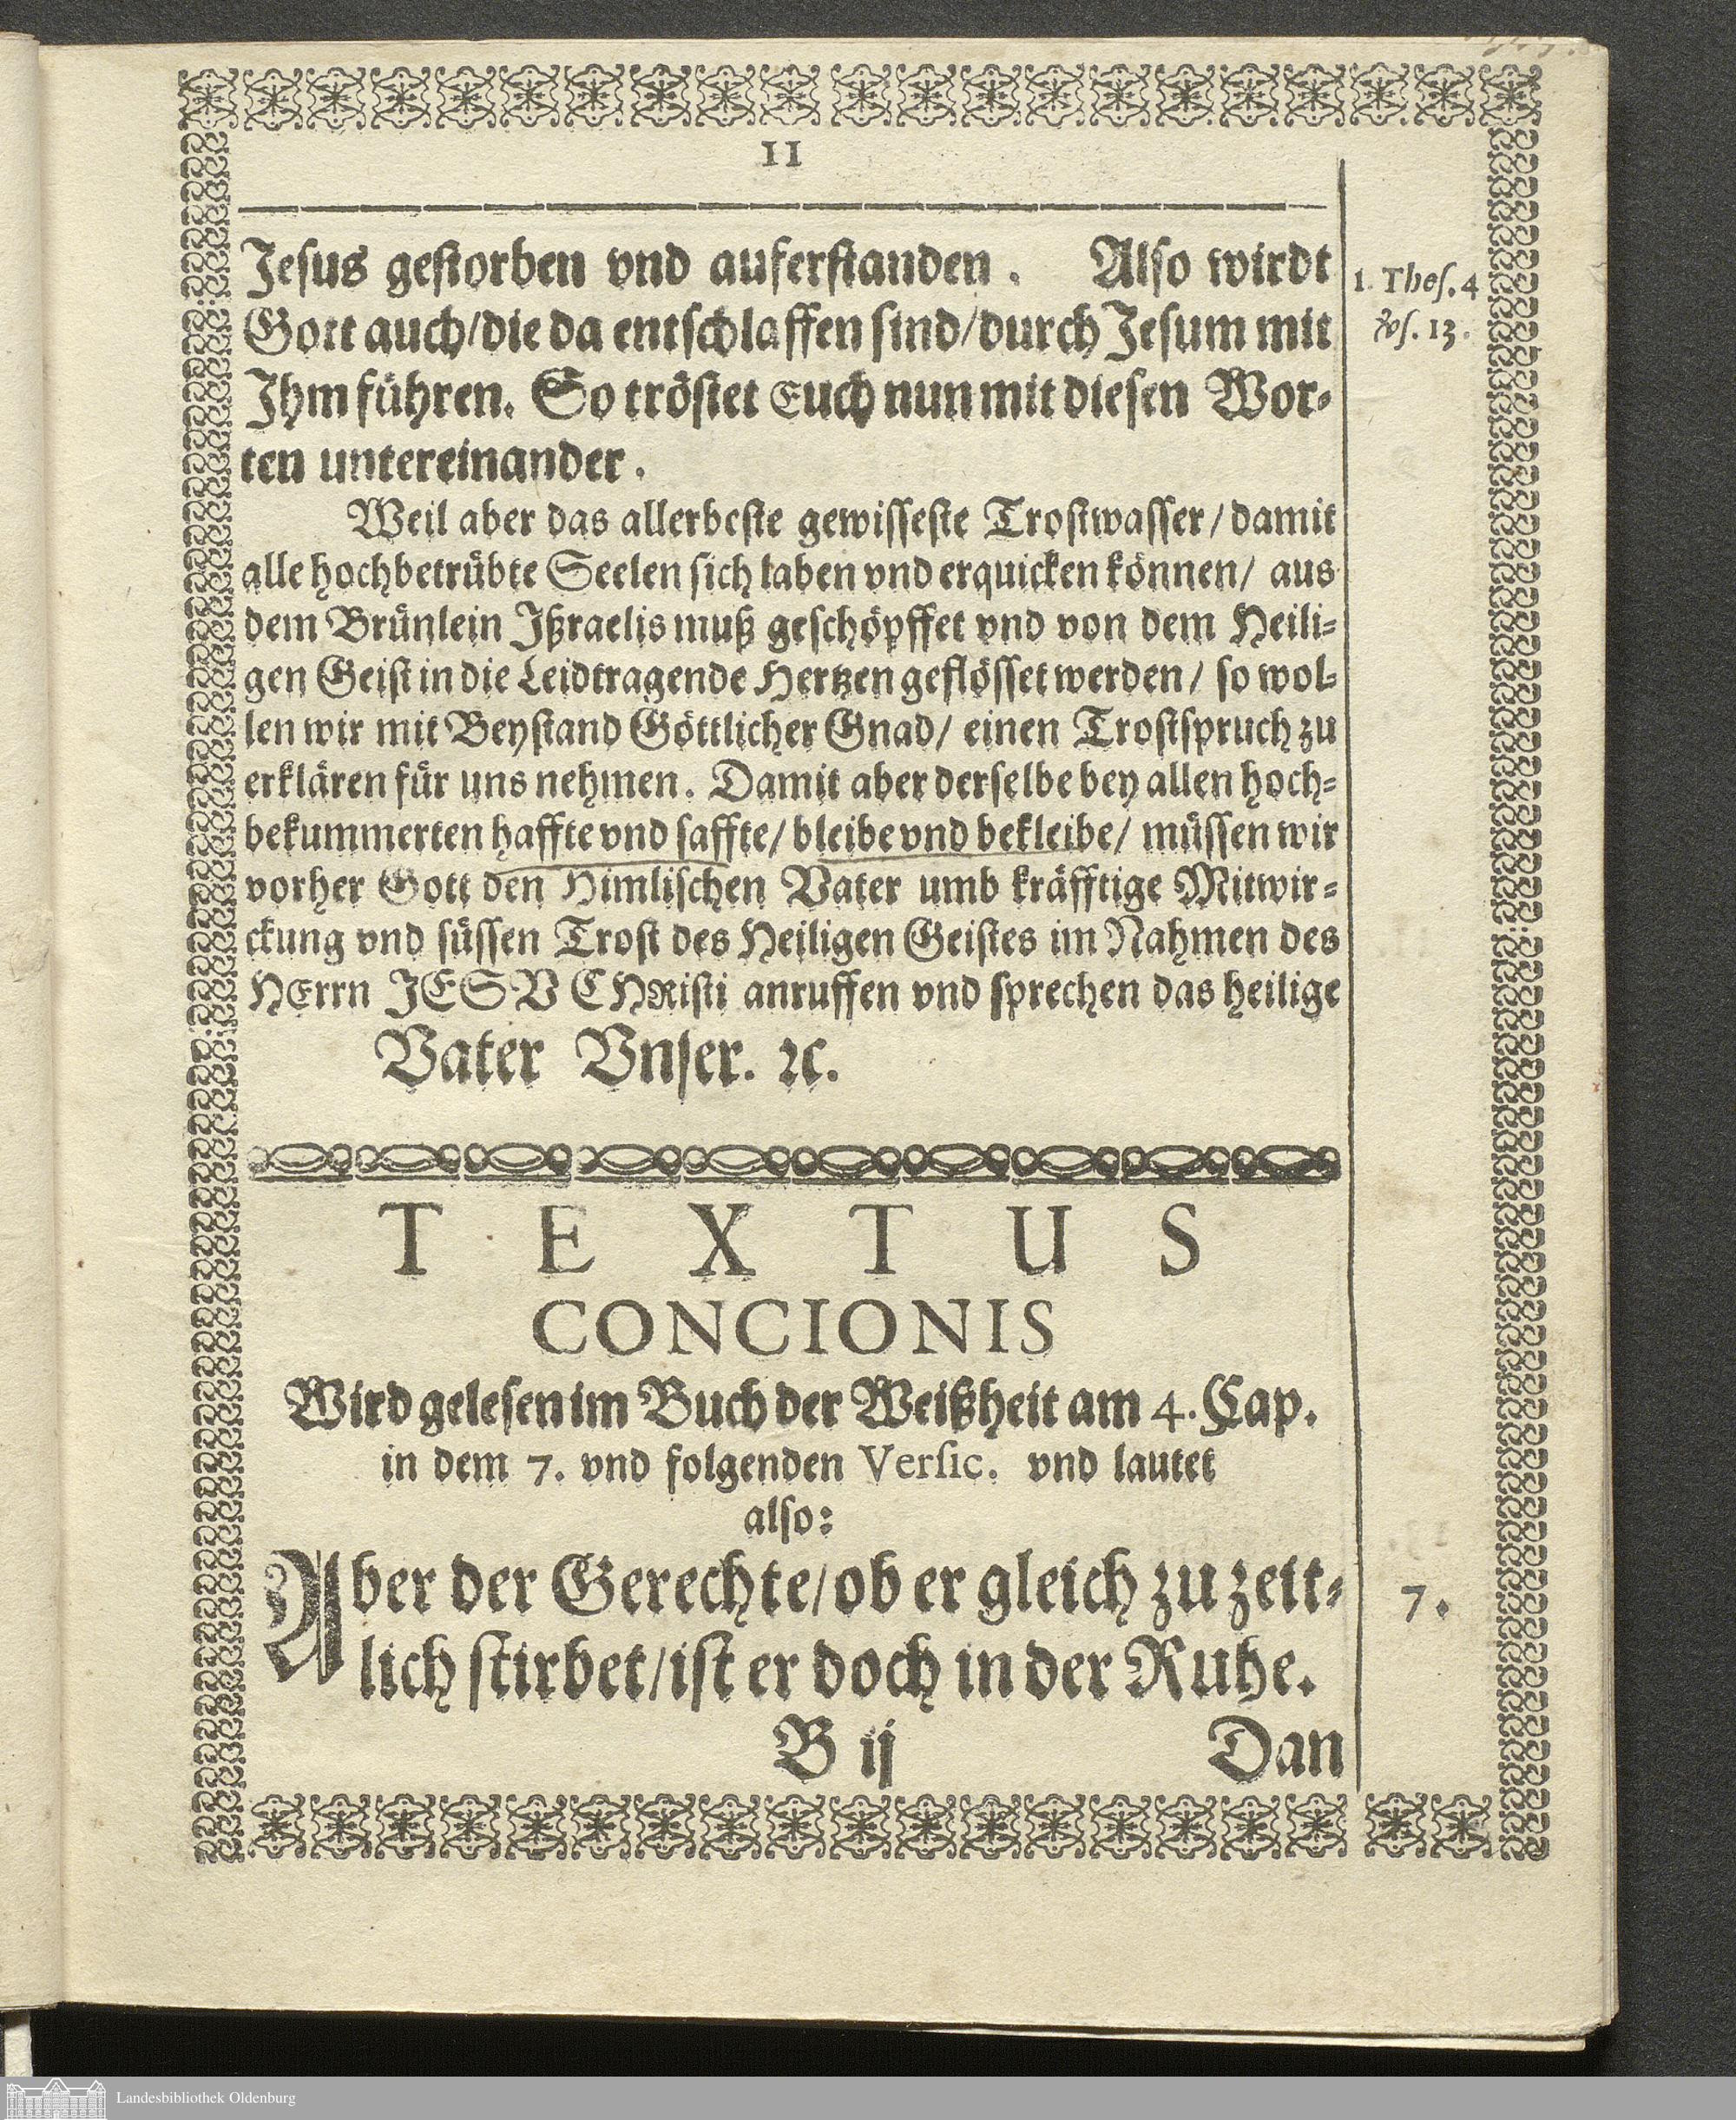 11
Jesus gestorben vnd auferstanden. Also wirdt
Gott auch/die da entschlaffen sind/durch Jesum mit
Ihm führen. So tröstet Euch nun mit diesen Wor-
ten untereinander.
1. Thes. 4
vs. 13.
Weil aber das allerbeste gewisseste Trostwasser/damit
alle hochbetrübte Seelen sich laben vnd erquicken können/ aus
dem Brünlein Ißraelis muß geschöpffet vnd von dem Heili-
gen Geist in die Leidtragende Hertzen geflösset werden/ so wol-
len wir mit Beystand Göttlicher Gnad/ einen Trostspruch zu
erklären für uns nehmen. Damit aber derselbe bey allen hoch-
bekummerten haffte vnd saffte/ bleibe vnd bekleibe/ müssen wir
vorher Gott den Himlischen Vater umb kräfftige Mitwir-
ckung vnd süssen Trost des Heiligen Geistes im Nahmen des
HErrn JESV CHRisti anruffen vnd sprechen das heilige
Vater Vnser. ꝛc.
TEXTUS
CONCIONIS
Wird gelesen im Buch der Weißheit am 4. Cap.
in dem 7. vnd folgenden Versic. vnd lautet
also:
Aber der Gerechte/ob er gleich zu zeit-
lich stirbet/ist er doch in der Ruhe.
7.
B ij Dan
Landesbibliothek Oldenburg